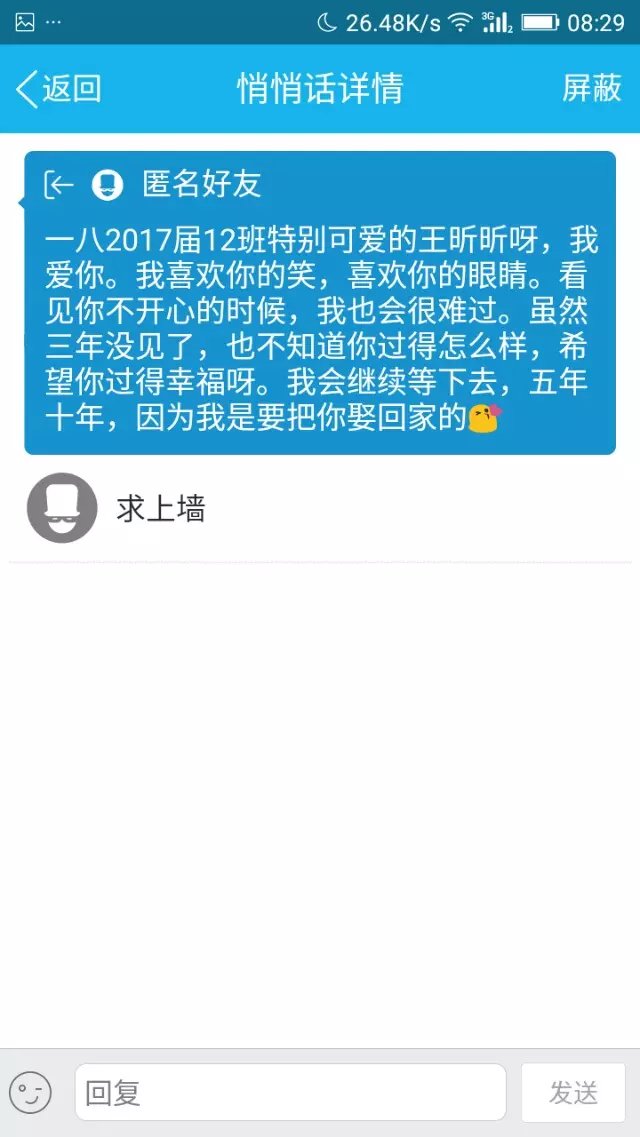 26.48K/s 3G 2 08:29
返回 悄悄话详情 屏蔽
匿名好友
一八2017届12班特别可爱的王昕昕呀，我
爱你。我喜欢你的笑，喜欢你的眼睛。看
见你不开心的时候，我也会很难过。虽然
三年没见了，也不知道你过得怎么样，希
望你过得幸福呀。我会继续等下去，五年
十年，因为我是要把你娶回家的😘
求上墙
回复 发送